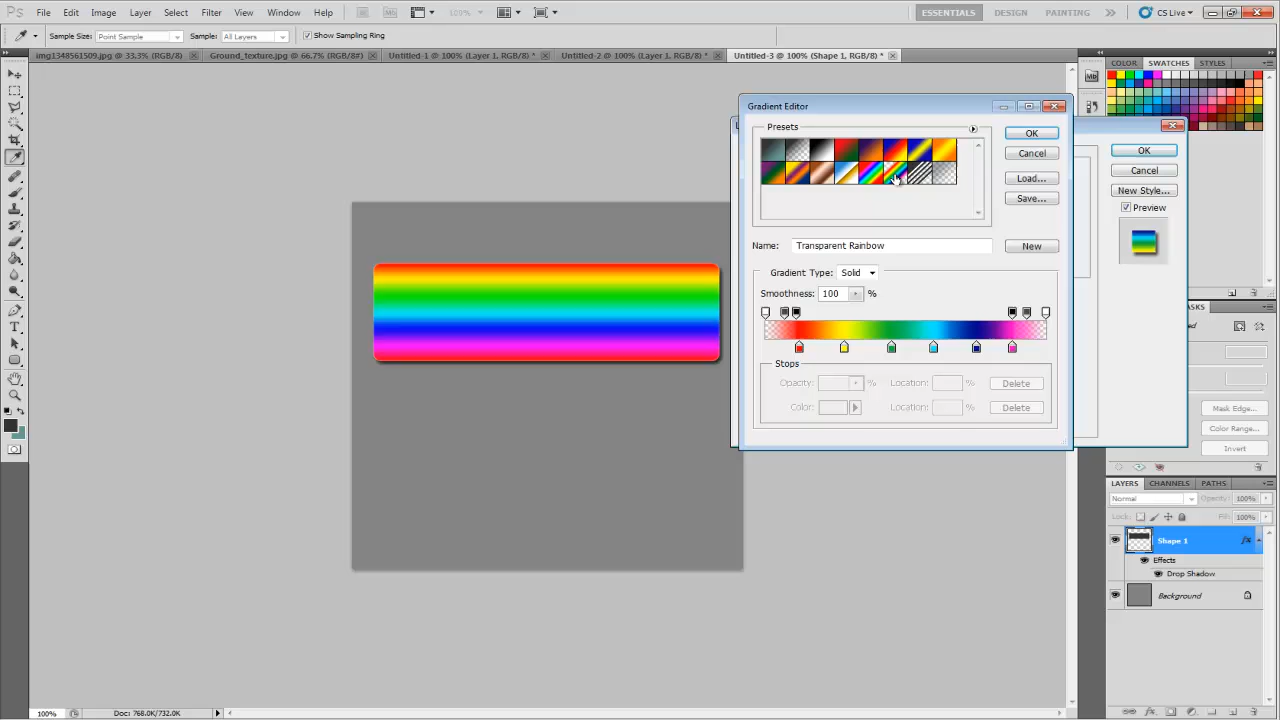 Ps File Edit Image Layer Select Filter View Window Help 100% ESSENTIALS DESIGN PAINTING CS Live
Sample Size: Point Sample Sample: All Layers Show Sampling Ring
img1348561509.jpg @ 33.3% (RGB/8) Ground_texture.jpg @ 66.7% (RGB/8#) Untitled-1 @ 100% (Layer 1, RGB/8) * Untitled-2 @ 100% (Layer 1, RGB/8) * Untitled-3 @ 100% (Shape 1, RGB/8) *
COLOR SWATCHES STYLES
Mb
Gradient Editor
Presets
OK
Cancel
Load...
Save...
Name: Transparent Rainbow New
Gradient Type: Solid
Smoothness: 100 %
Stops
Opacity: % Location: % Delete
Color: Location: % Delete
OK
Cancel
New Style...
Preview
Mask Edge...
Color Range...
Invert
LAYERS CHANNELS PATHS
Normal Opacity: 100%
Lock: Fill: 100%
Shape 1 fx
Effects
Drop Shadow
Background
100% Doc: 768.0K/732.0K